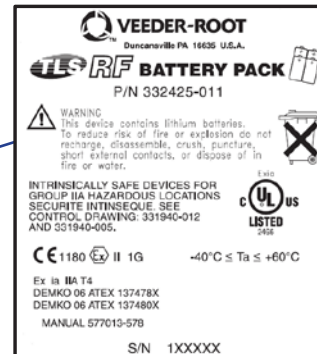 VEEDER-ROOT
TM
Duncansville PA 16635 U.S.A.
TLS RF BATTERY PACK
P/N 332425-011
WARNING
This device contains lithium batteries.
To reduce risk of fire or explosion do not
recharge, disassemble, crush, puncture,
short external contacts, or dispose of in
fire or water.
INTRINSICALLY SAFE DEVICES FOR
GROUP IIA HAZARDOUS LOCATIONS
SECURITE INTINSEQUE. SEE
CONTROL DRAWING: 331940-012
AND 331940-005.
Exia
C UL US
LISTED
CE 1180 Ex II 1G -40°C ≤ Ta ≤ +60°C
Ex ia IIA T4
DEMKO 06 ATEX 137478X
DEMKO 06 ATEX 137480X
MANUAL 577013-578
S/N 1XXXXX